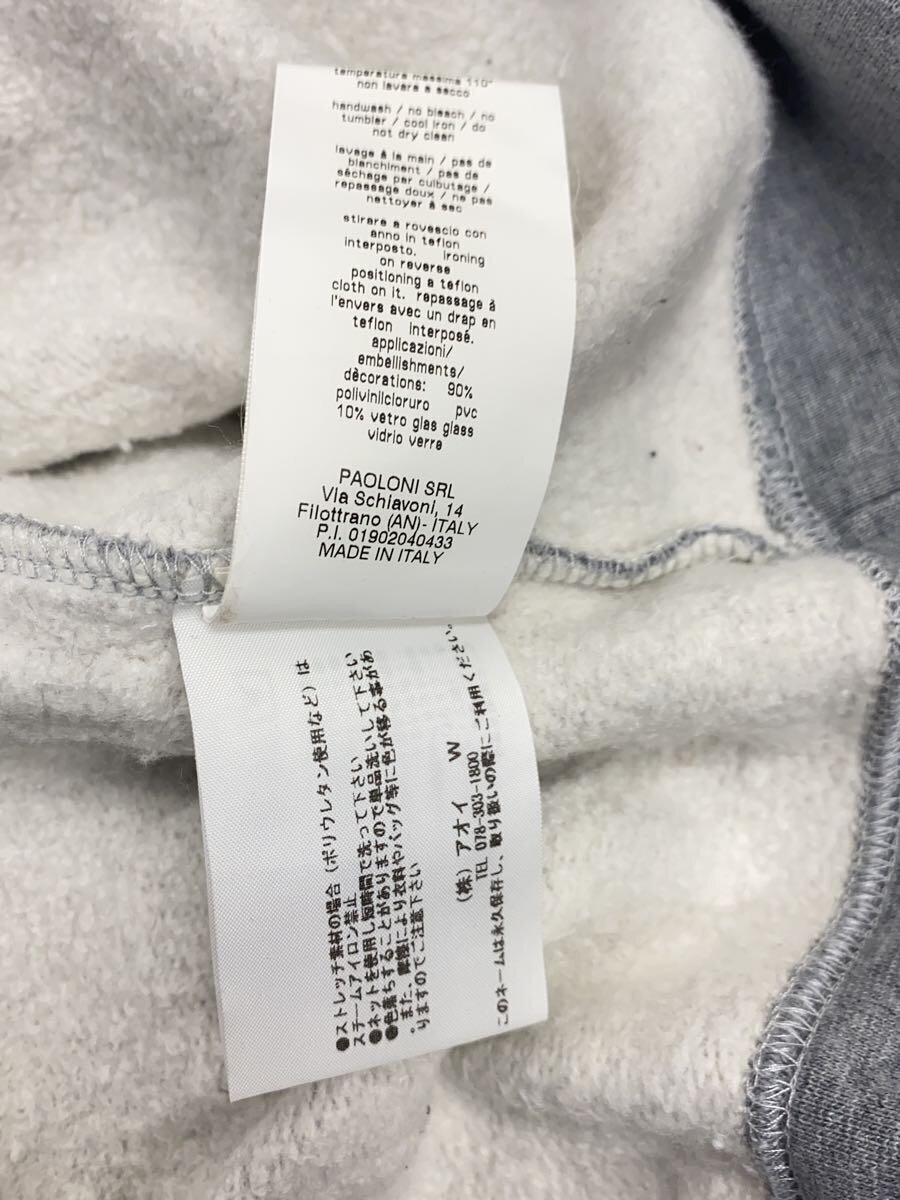 temperatura massima 110°
non lavare a secco
handwash / no bleach / no
tumbler / cool iron / do
not dry clean
lavage à la main / pas de
blanchiment / pas de
séchage par culbutage /
repassage doux / ne pas
nettoyer à sec
stirare a rovescio con
anno in teflon
interposto. ironing
on reverse
positioning a teflon
cloth on it. repassage à
l'envers avec un drap en
teflon interposé.
applicazioni/
embellishments/
dècorations: 90%
polivinilcloruro pvc
10% vetro glas glass
vidrio verre
PAOLONI SRL
Via Schiavoni, 14
Filottrano (AN)- ITALY
P.I. 01902040433
MADE IN ITALY
●ストレッチ素材の場合(ポリウレタン使用など)は
スチームアイロン禁止
●ネットを使用し短時間で洗って下さい
●色落ちすることがありますので単品洗いして下さい
また、摩擦により衣料やバッグ等に色が移る事があ
りますのでご注意下さい
(株)アオイ W
TEL 078-303-1800
このネームは永久保存し、取り扱いの際にご利用ください。